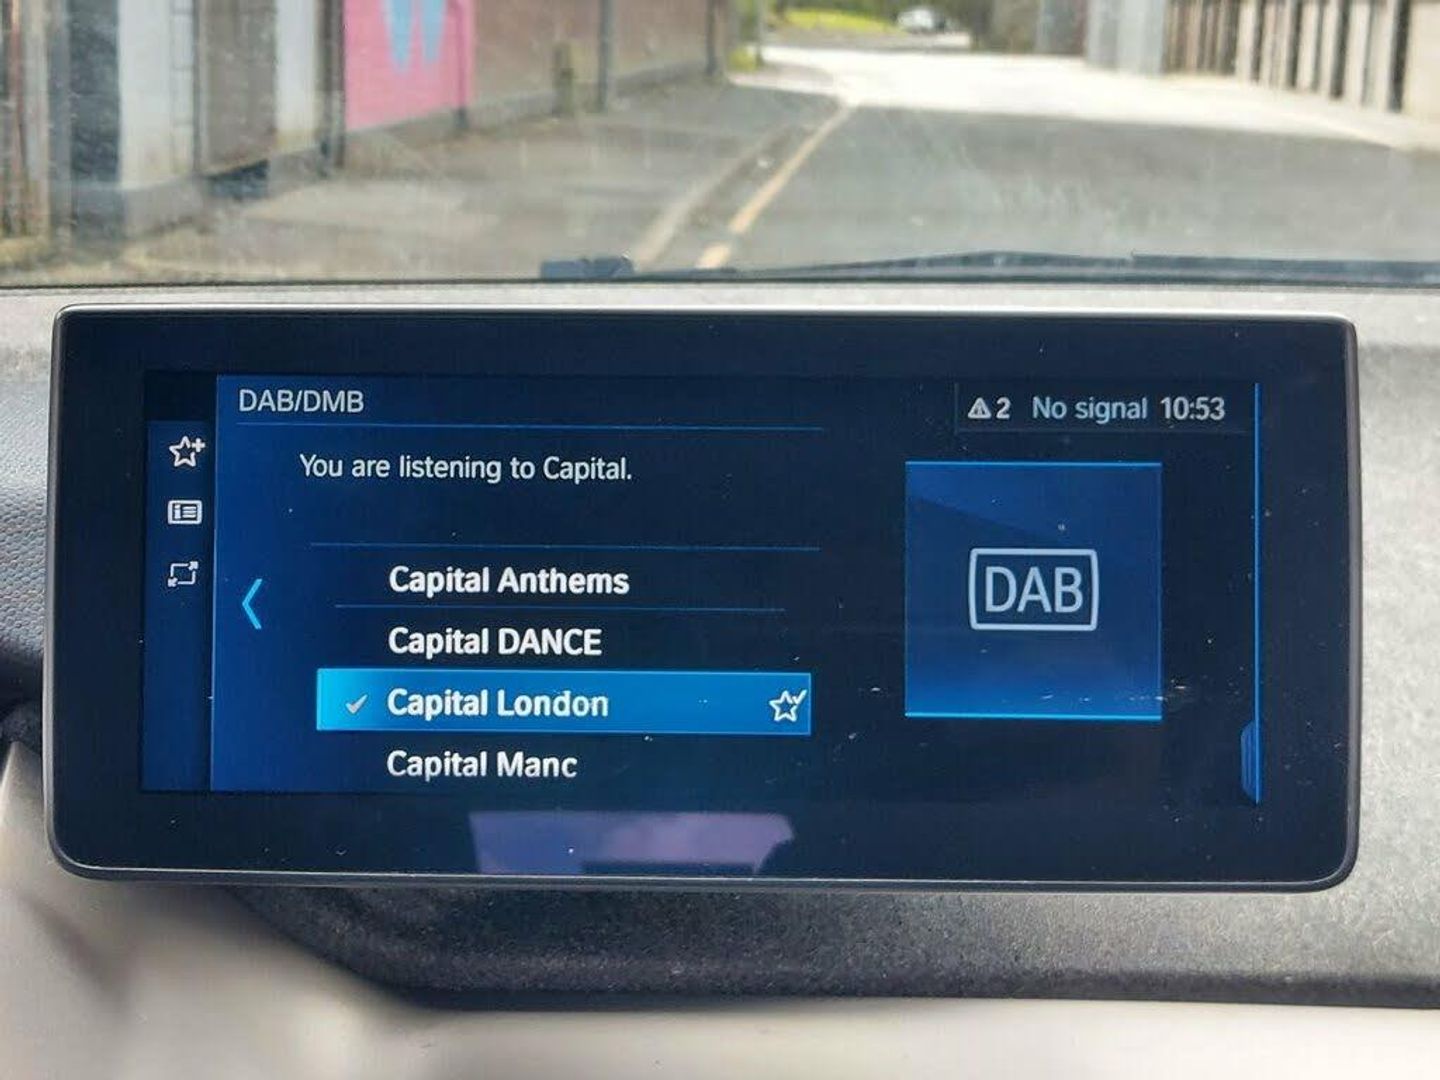 DAB/DMB
2 No signal 10:53
You are listening to Capital.
DAB
Capital Anthems
Capital DANCE
Capital London
Capital Manc